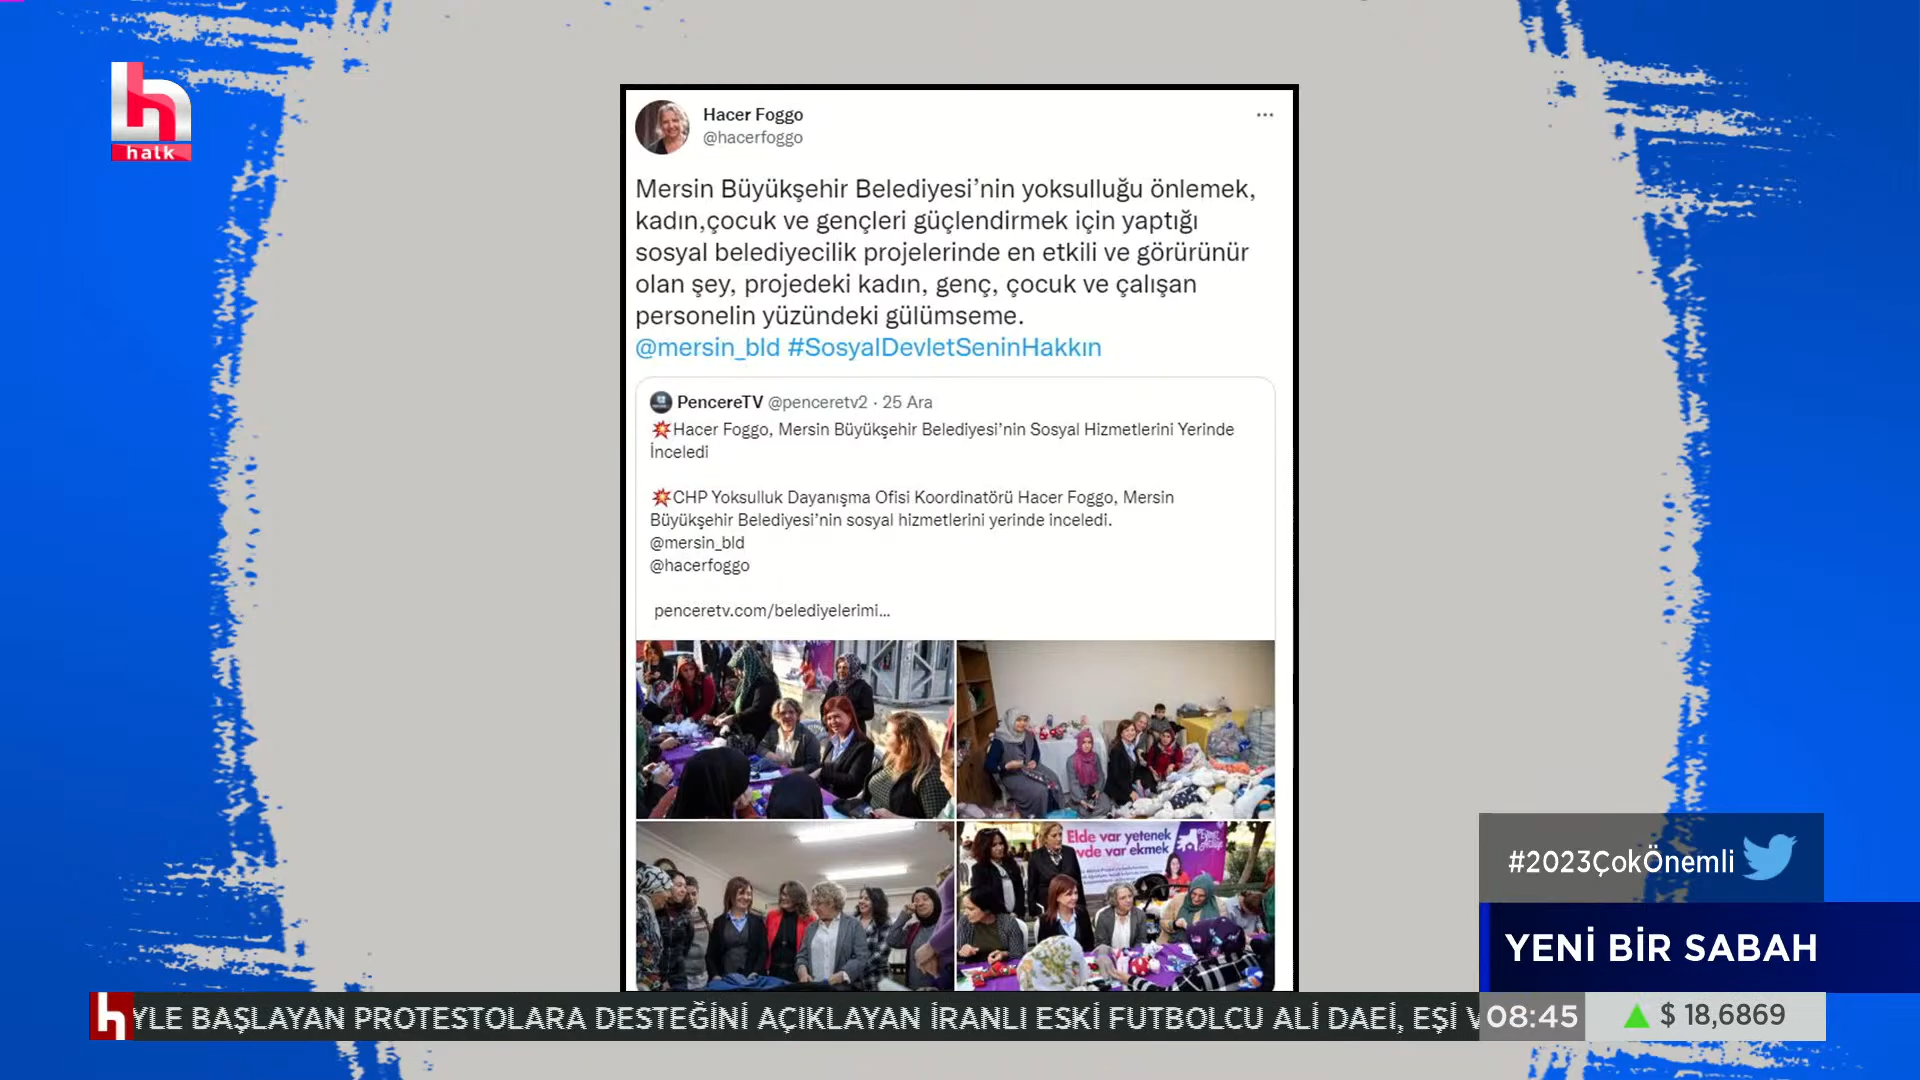 h
halk
Hacer Foggo
@hacerfoggo
Mersin Büyükşehir Belediyesi’nin yoksulluğu önlemek,
kadın,çocuk ve gençleri güçlendirmek için yaptığı
sosyal belediyecilik projelerinde en etkili ve görürünür
olan şey, projedeki kadın, genç, çocuk ve çalışan
personelin yüzündeki gülümseme.
@mersin_bld #SosyalDevletSeninHakkın
PencereTV @penceretv2 · 25 Ara
Hacer Foggo, Mersin Büyükşehir Belediyesi’nin Sosyal Hizmetlerini Yerinde
İnceledi
CHP Yoksulluk Dayanışma Ofisi Koordinatörü Hacer Foggo, Mersin
Büyükşehir Belediyesi’nin sosyal hizmetlerini yerinde inceledi.
@mersin_bld
@hacerfoggo
penceretv.com/belediyelerimi...
Elde var yetenek
vde var ekmek
#2023ÇokÖnemli
YENİ BİR SABAH
h
YLE BAŞLAYAN PROTESTOLARA DESTEĞİNİ AÇIKLAYAN İRANLI ESKİ FUTBOLCU ALİ DAEİ, EŞİ V
08:45
$ 18,6869